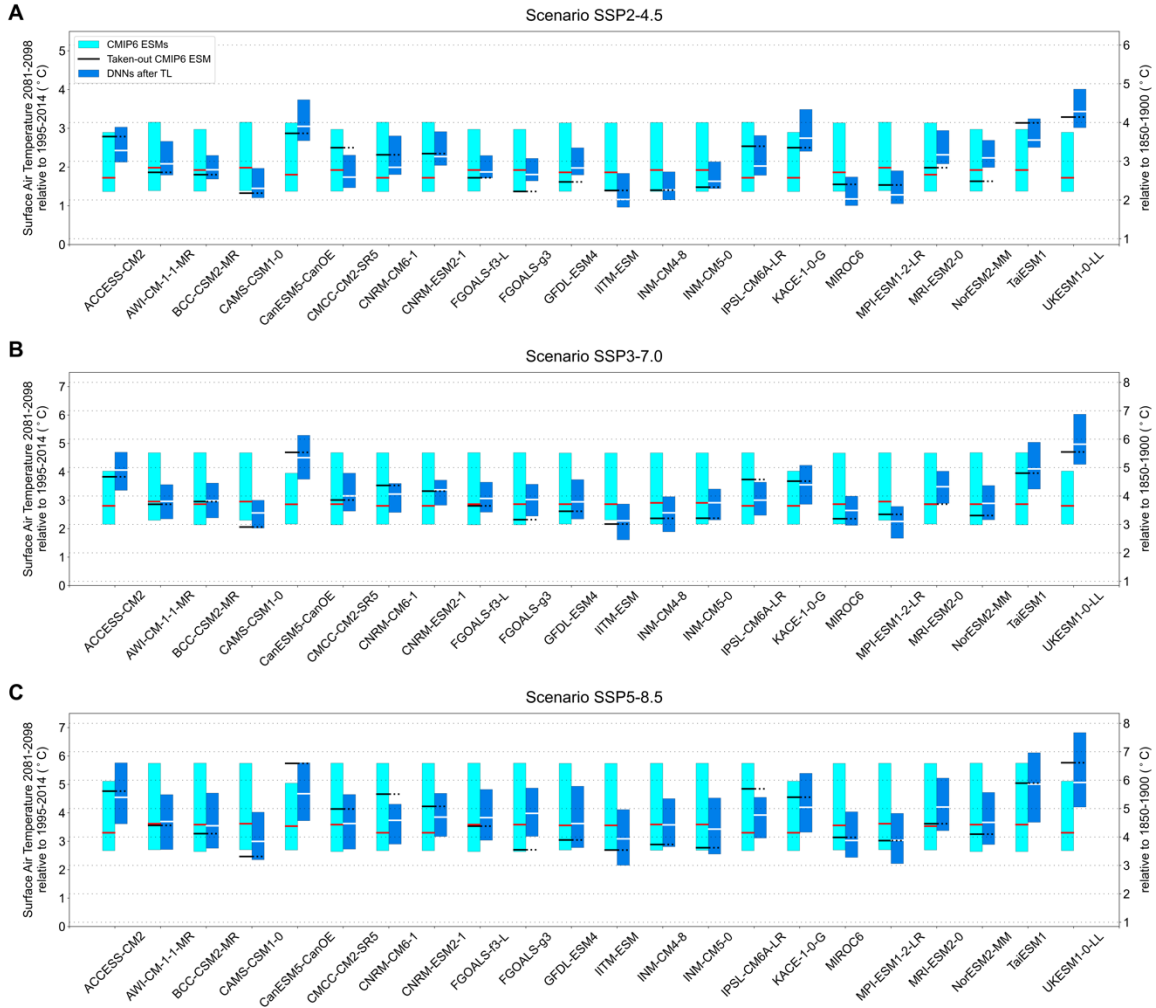 A
Scenario SSP2-4.5
Surface Air Temperature 2081-2098
relative to 1995-2014 (°C)
5
4
3
2
1
0
CMIP6 ESMs
Taken-out CMIP6 ESM
DNNs after TL
6
5
4
3
2
1
relative to 1850-1900 (°C)
ACCESS-CM2
AWI-CM-1-1-MR
BCC-CSM2-MR
CAMS-CSM1-0
CanESM5-CanOE
CMCC-CM2-SR5
CNRM-CM6-1
CNRM-ESM2-1
FGOALS-f3-L
FGOALS-g3
GFDL-ESM4
IITM-ESM
INM-CM4-8
INM-CM5-0
IPSL-CM6A-LR
KACE-1-0-G
MIROC6
MPI-ESM1-2-LR
MRI-ESM2-0
NorESM2-MM
TaiESM1
UKESM1-0-LL
B
Scenario SSP3-7.0
Surface Air Temperature 2081-2098
relative to 1995-2014 (°C)
7
6
5
4
3
2
1
0
8
7
6
5
4
3
2
1
relative to 1850-1900 (°C)
ACCESS-CM2
AWI-CM-1-1-MR
BCC-CSM2-MR
CAMS-CSM1-0
CanESM5-CanOE
CMCC-CM2-SR5
CNRM-CM6-1
CNRM-ESM2-1
FGOALS-f3-L
FGOALS-g3
GFDL-ESM4
IITM-ESM
INM-CM4-8
INM-CM5-0
IPSL-CM6A-LR
KACE-1-0-G
MIROC6
MPI-ESM1-2-LR
MRI-ESM2-0
NorESM2-MM
TaiESM1
UKESM1-0-LL
C
Scenario SSP5-8.5
Surface Air Temperature 2081-2098
relative to 1995-2014 (°C)
7
6
5
4
3
2
1
0
8
7
6
5
4
3
2
1
relative to 1850-1900 (°C)
ACCESS-CM2
AWI-CM-1-1-MR
BCC-CSM2-MR
CAMS-CSM1-0
CanESM5-CanOE
CMCC-CM2-SR5
CNRM-CM6-1
CNRM-ESM2-1
FGOALS-f3-L
FGOALS-g3
GFDL-ESM4
IITM-ESM
INM-CM4-8
INM-CM5-0
IPSL-CM6A-LR
KACE-1-0-G
MIROC6
MPI-ESM1-2-LR
MRI-ESM2-0
NorESM2-MM
TaiESM1
UKESM1-0-LL